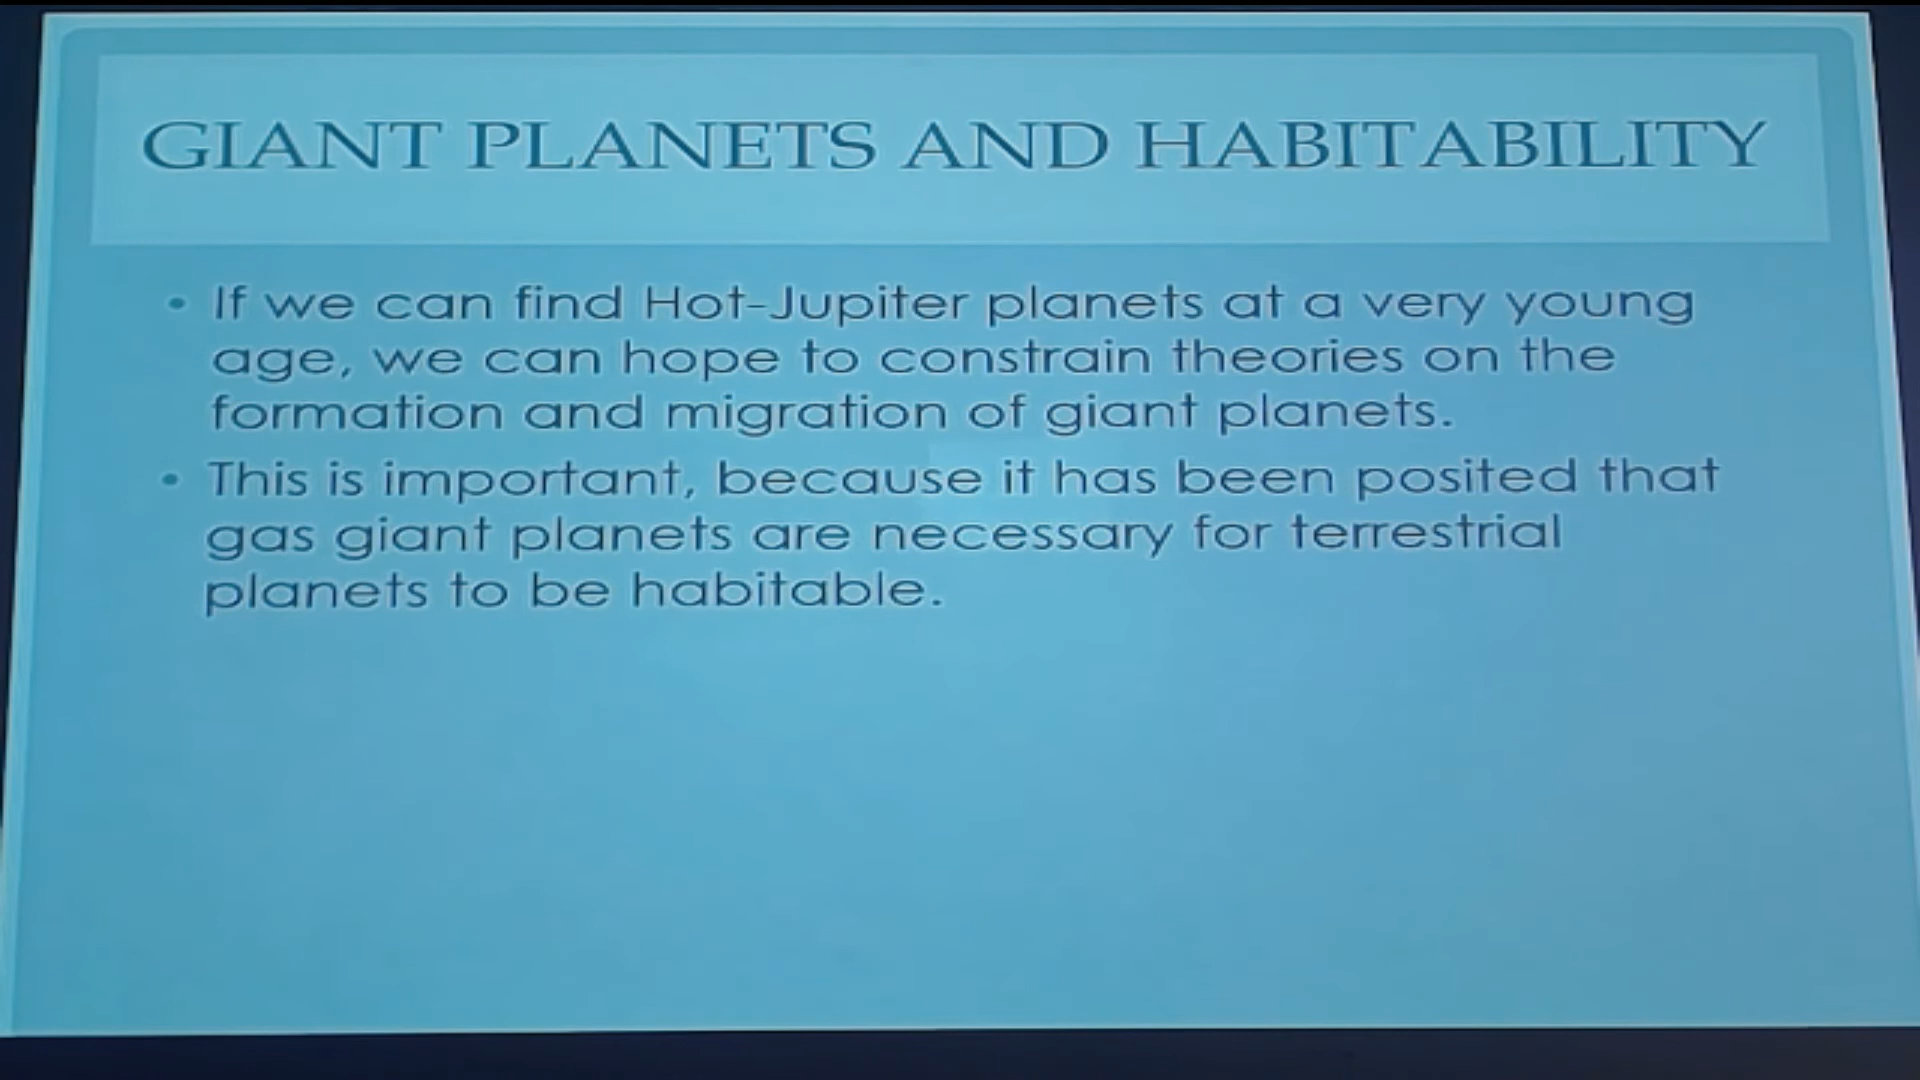 GIANT PLANETS AND HABITABILITY
• If we can find Hot-Jupiter planets at a very young
age, we can hope to constrain theories on the
formation and migration of giant planets.
• This is important, because it has been posited that
gas giant planets are necessary for terrestrial
planets to be habitable.